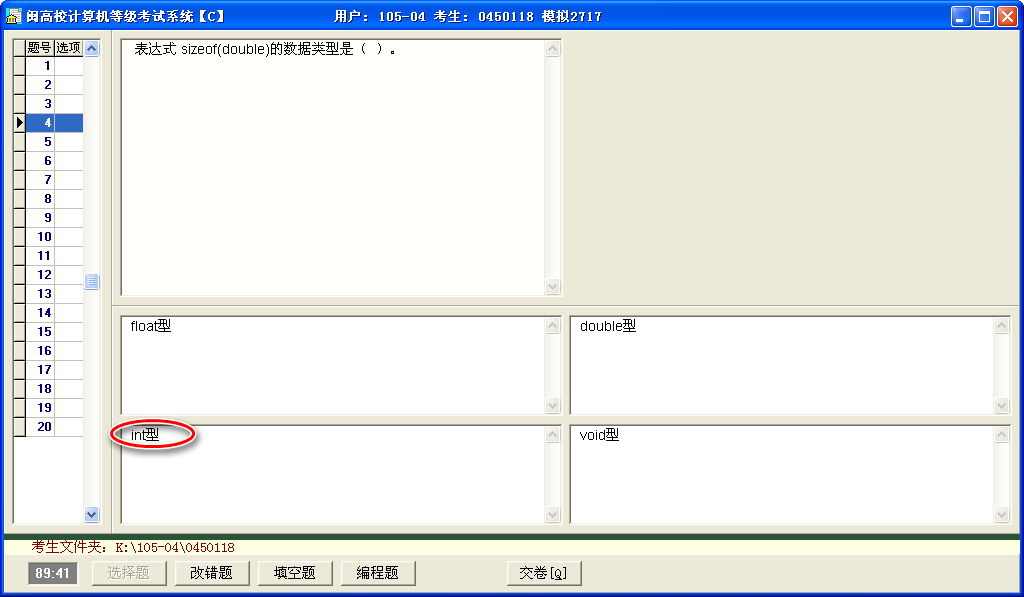 闽高校计算机等级考试系统【C】 用户: 105-04 考生: 0450118 模拟2717
题号 选项
1
2
3
4
5
6
7
8
9
10
11
12
13
14
15
16
17
18
19
20
表达式 sizeof(double)的数据类型是（ ）。
float型
double型
int型
void型
考生文件夹: K:\105-04\0450118
89:41 选择题 改错题 填空题 编程题 交卷[Q]